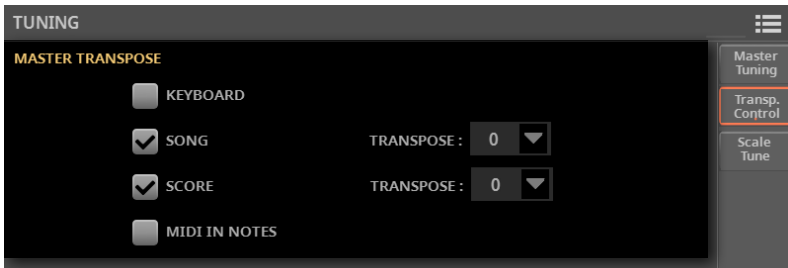 TUNING
MASTER TRANSPOSE
KEYBOARD
SONG TRANSPOSE : 0
SCORE TRANSPOSE : 0
MIDI IN NOTES
Master
Tuning
Transp.
Control
Scale
Tune